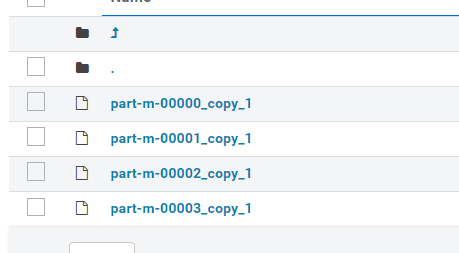 .
part-m-00000_copy_1
part-m-00001_copy_1
part-m-00002_copy_1
part-m-00003_copy_1